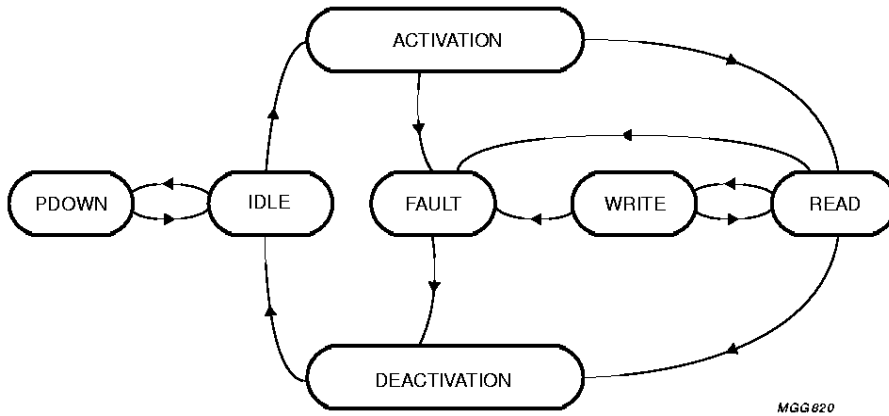 ACTIVATION
PDOWN
IDLE
FAULT
WRITE
READ
DEACTIVATION
MGG820